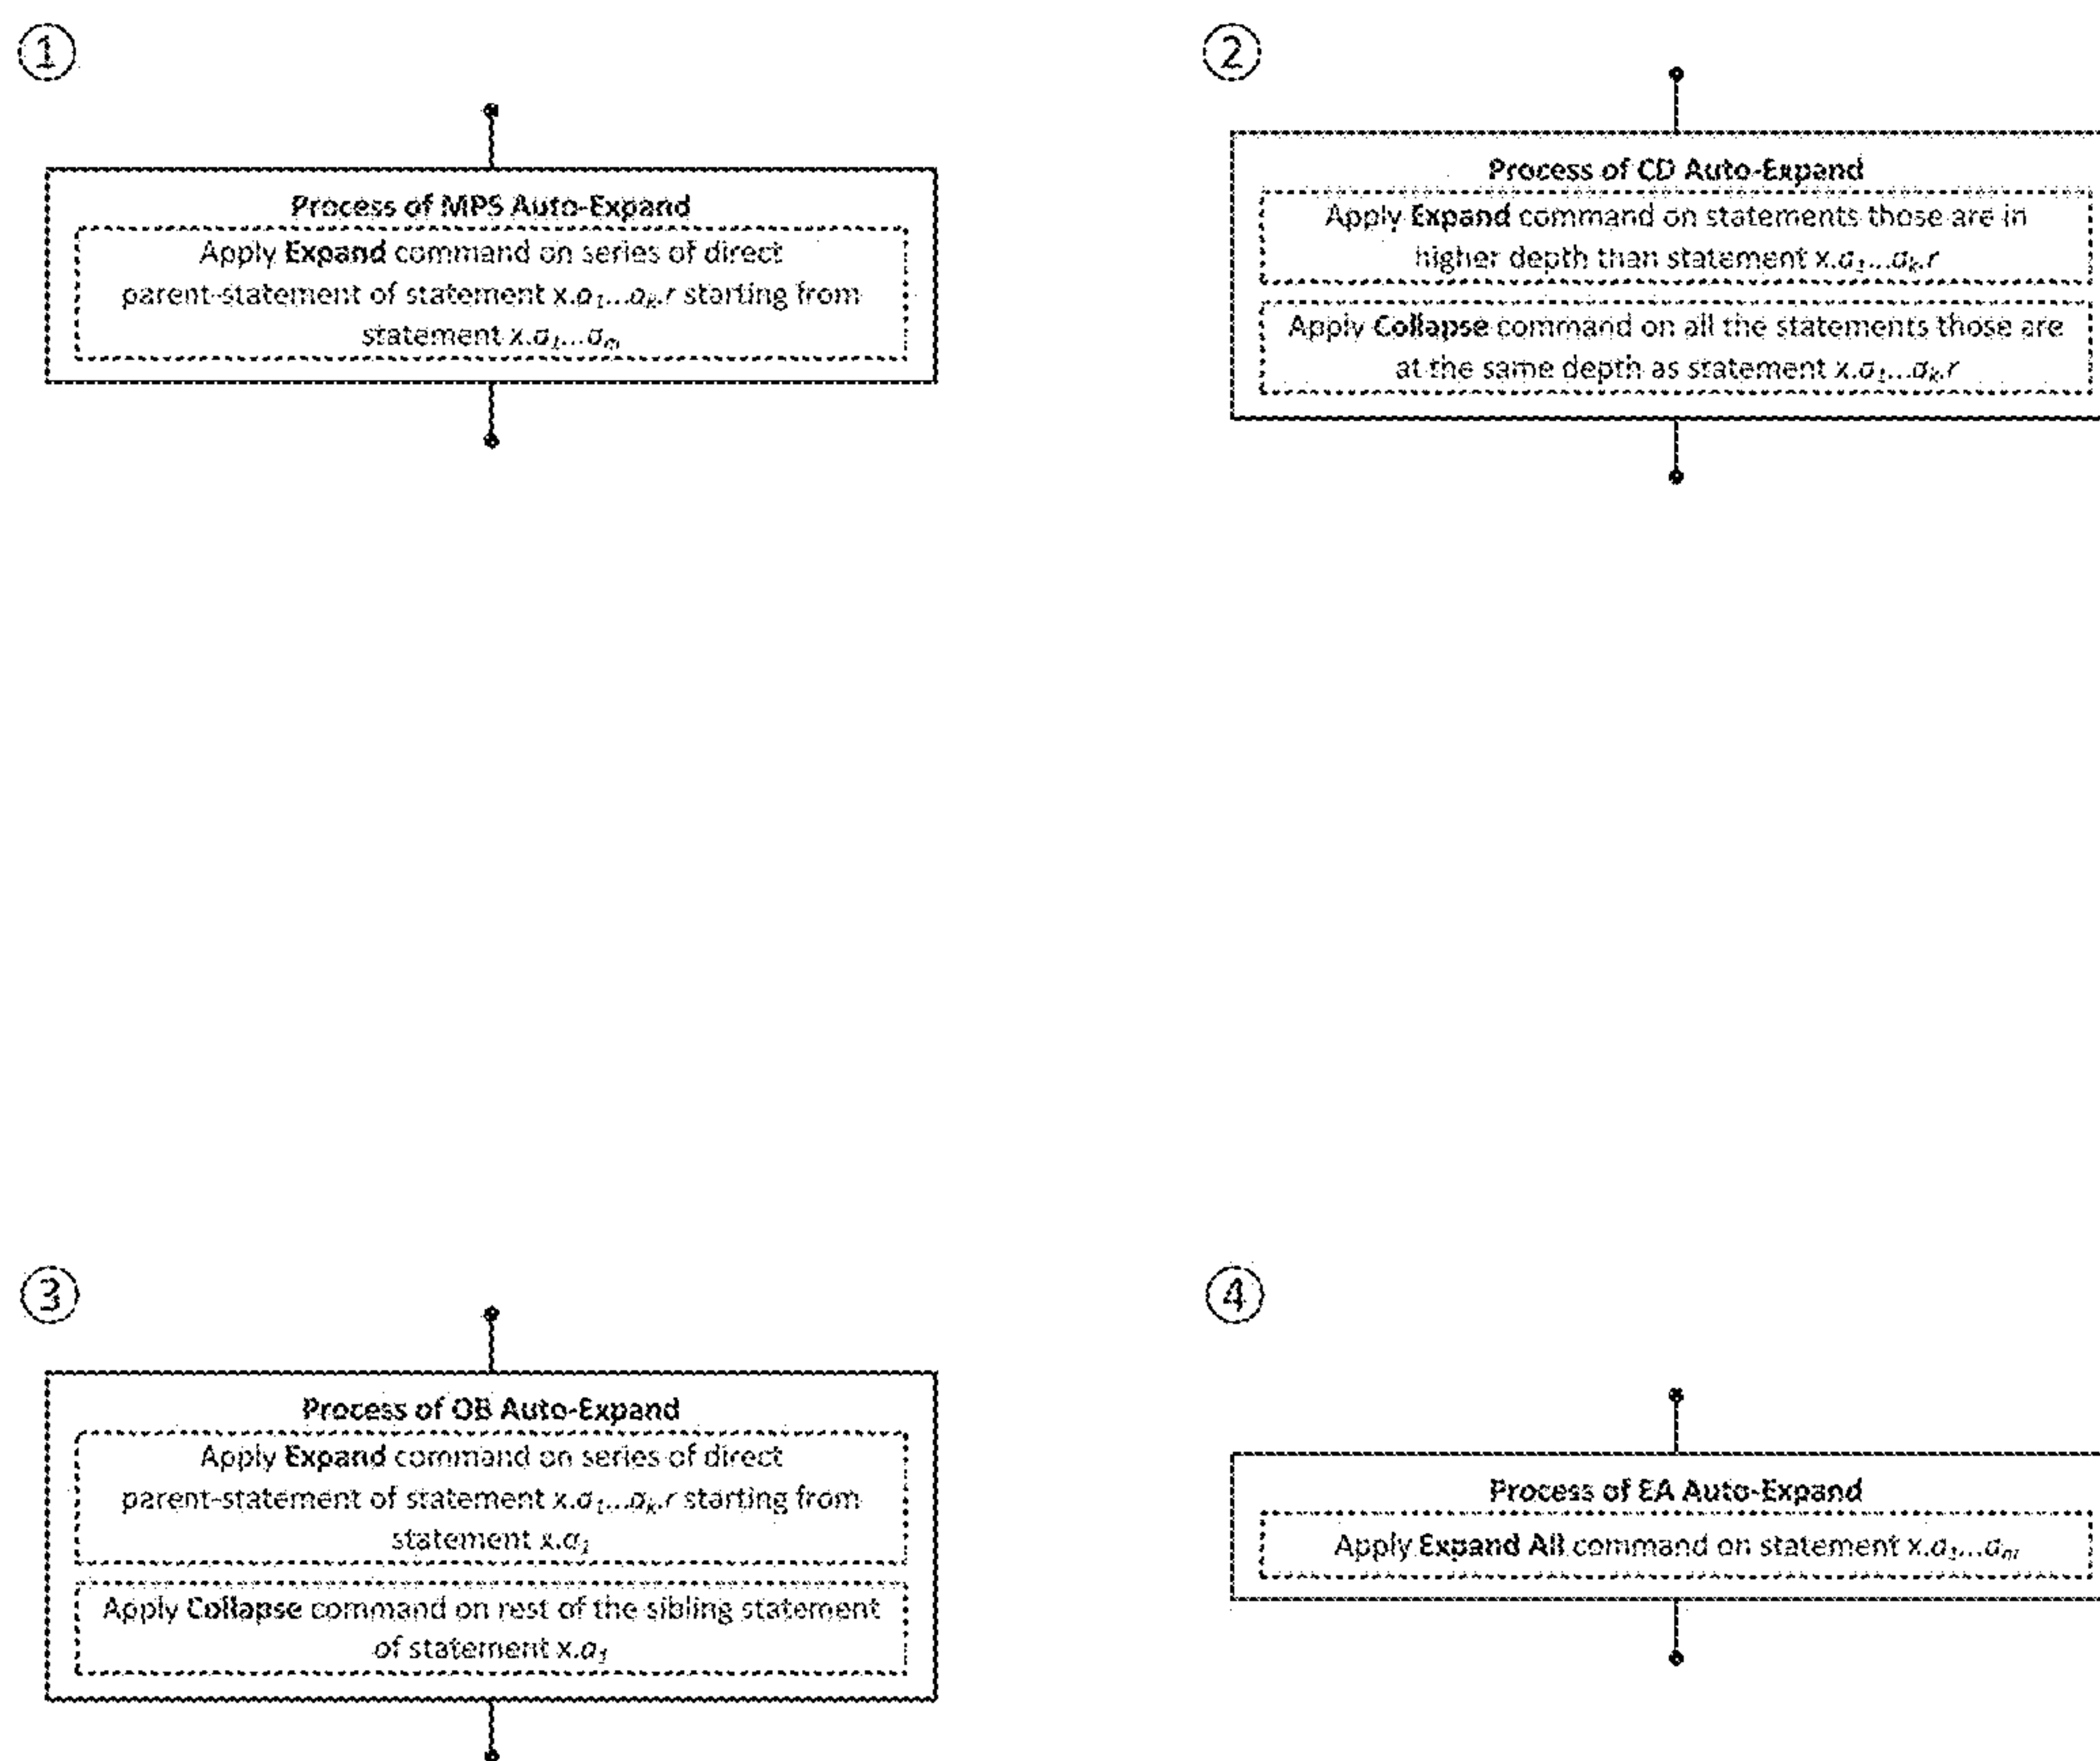 ①
Process of MPS Auto-Expand
Apply Expand command on series of direct
parent-statement of statement x.a₁...aₖ.r starting from
statement x.a₁...aₘ
②
Process of CD Auto-Expand
Apply Expand command on statements those are in
higher depth than statement x.a₁...aₖ.r
Apply Collapse command on all the statements those are
at the same depth as statement x.a₁...aₖ.r
③
Process of OB Auto-Expand
Apply Expand command on series of direct
parent-statement of statement x.a₁...aₖ.r starting from
statement x.a₁
Apply Collapse command on rest of the sibling statement
of statement x.a₁
④
Process of EA Auto-Expand
Apply Expand All command on statement x.a₁...aₘ